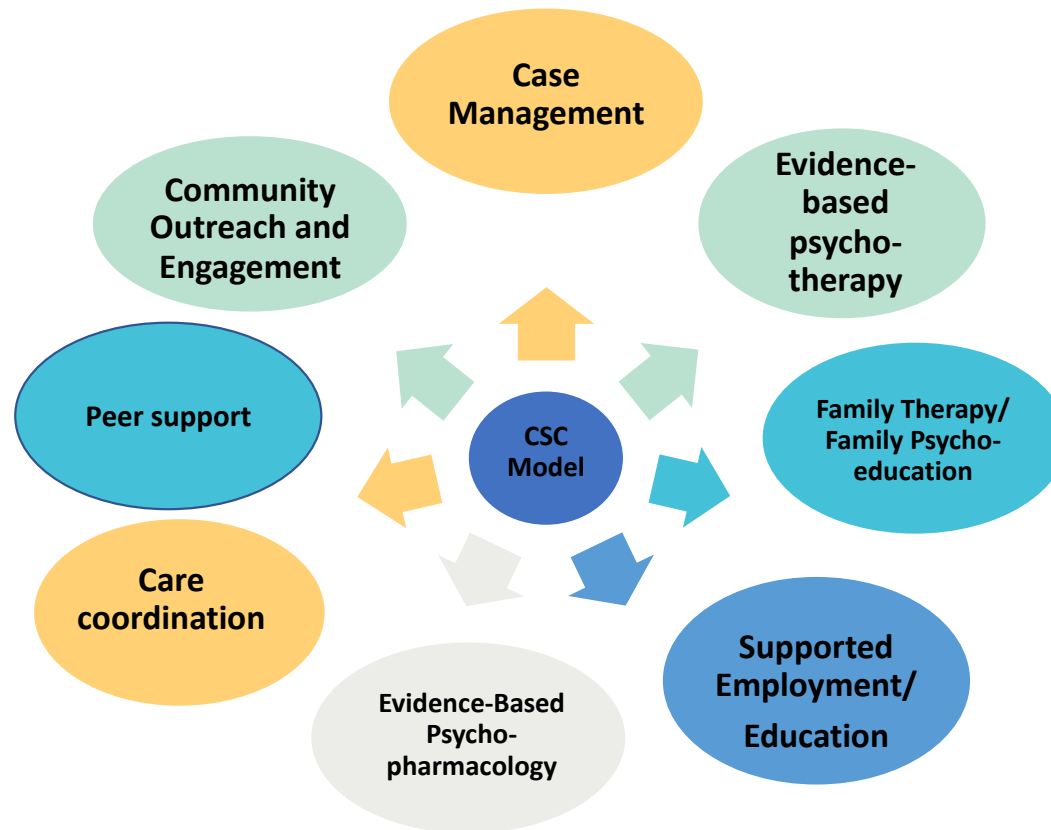 Case
Management
Evidence-
based
psycho-
therapy
Community
Outreach and
Engagement
Peer support
CSC
Model
Family Therapy/
Family Psycho-
education
Care
coordination
Supported
Employment/
Education
Evidence-Based
Psycho-
pharmacology